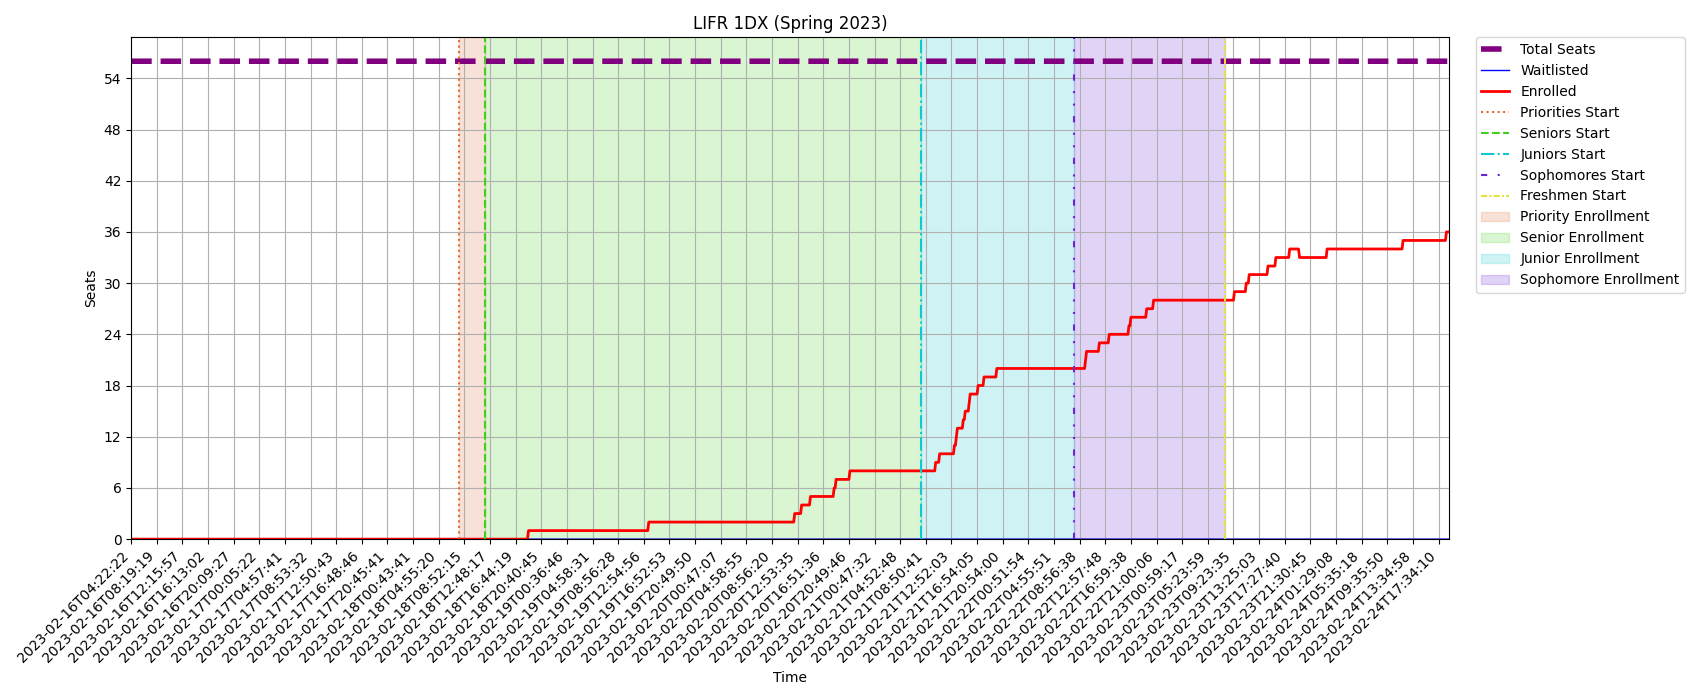 LIFR 1DX (Spring 2023)
Total Seats
Waitlisted
Enrolled
Priorities Start
Seniors Start
Juniors Start
Sophomores Start
Freshmen Start
Priority Enrollment
Senior Enrollment
Junior Enrollment
Sophomore Enrollment
Seats
54
48
42
36
30
24
18
12
6
0
2023-02-16T04:22:22
2023-02-16T08:19:19
2023-02-16T12:15:57
2023-02-16T16:13:02
2023-02-16T20:09:27
2023-02-17T00:05:22
2023-02-17T04:57:41
2023-02-17T08:53:32
2023-02-17T12:50:43
2023-02-17T16:48:46
2023-02-17T20:45:41
2023-02-18T00:43:41
2023-02-18T04:55:20
2023-02-18T08:52:15
2023-02-18T12:48:17
2023-02-18T16:44:19
2023-02-18T20:40:45
2023-02-19T00:36:46
2023-02-19T04:58:31
2023-02-19T08:56:28
2023-02-19T12:54:56
2023-02-19T16:52:53
2023-02-19T20:49:50
2023-02-20T00:47:07
2023-02-20T04:58:55
2023-02-20T08:56:20
2023-02-20T12:53:35
2023-02-20T16:51:36
2023-02-20T20:49:46
2023-02-21T00:47:32
2023-02-21T04:52:48
2023-02-21T08:50:41
2023-02-21T12:52:03
2023-02-21T16:54:05
2023-02-21T20:54:00
2023-02-22T00:51:54
2023-02-22T04:55:51
2023-02-22T08:56:38
2023-02-22T12:57:48
2023-02-22T16:59:38
2023-02-22T21:00:06
2023-02-23T00:59:17
2023-02-23T05:23:59
2023-02-23T09:23:35
2023-02-23T13:25:03
2023-02-23T17:27:40
2023-02-23T21:30:45
2023-02-24T01:29:08
2023-02-24T05:35:18
2023-02-24T09:35:50
2023-02-24T13:34:58
2023-02-24T17:34:10
Time